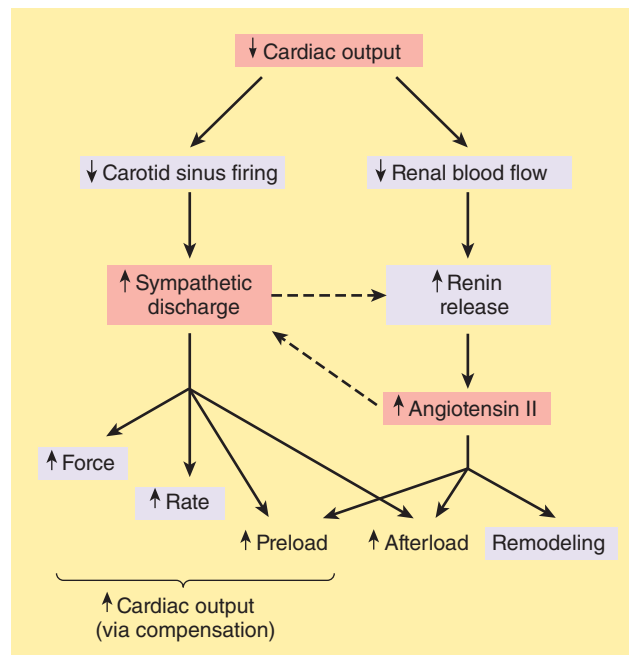 ↓ Cardiac output
↓ Carotid sinus firing
↓ Renal blood flow
↑ Sympathetic
discharge
↑ Renin
release
↑ Angiotensin II
↑ Force
↑ Rate
↑ Preload
↑ Afterload
Remodeling
↑ Cardiac output
(via compensation)